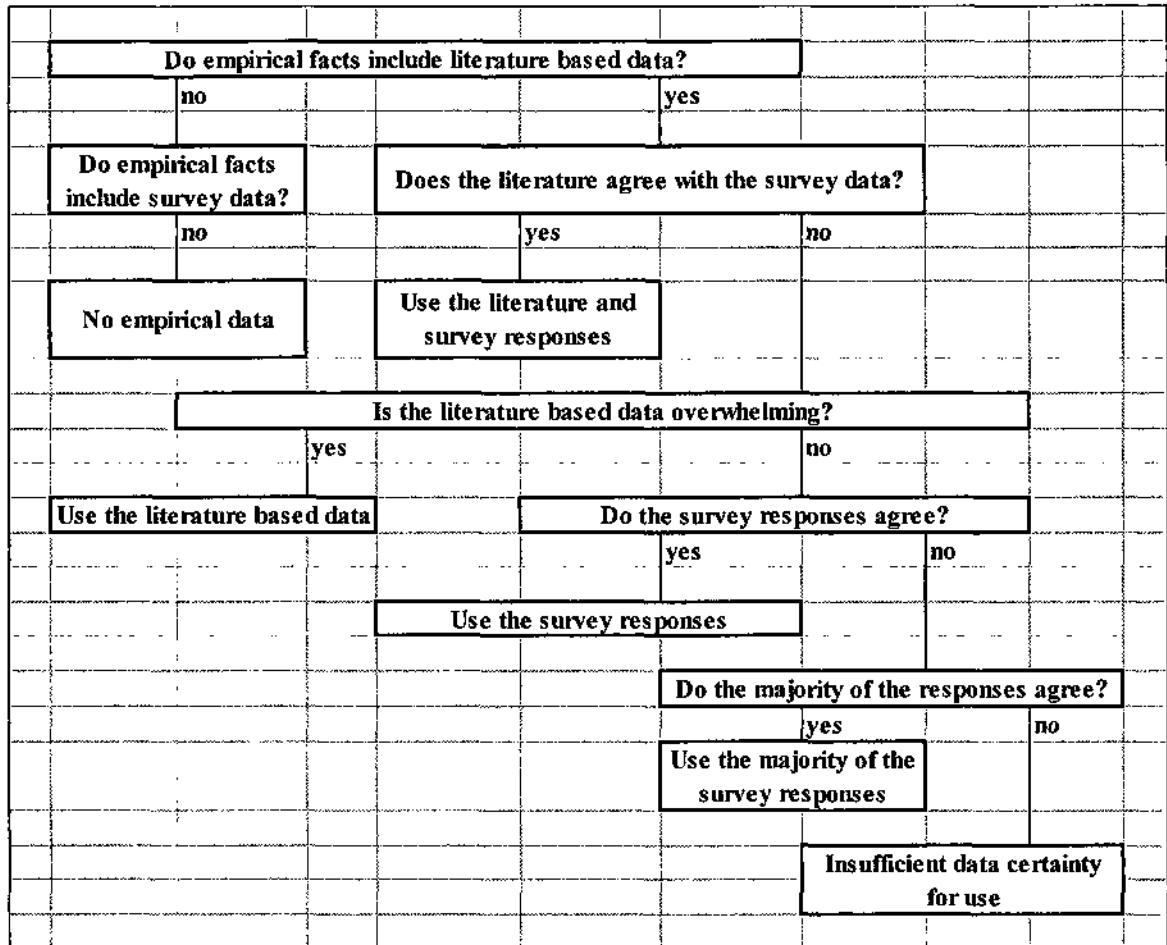 Do empirical facts include literature based data?
no
yes
Do empirical facts
include survey data?
Does the literature agree with the survey data?
no
yes
no
No empirical data
Use the literature and
survey responses
Is the literature based data overwhelming?
yes
no
Use the literature based data
Do the survey responses agree?
yes
no
Use the survey responses
Do the majority of the responses agree?
yes
no
Use the majority of the
survey responses
Insufficient data certainty
for use